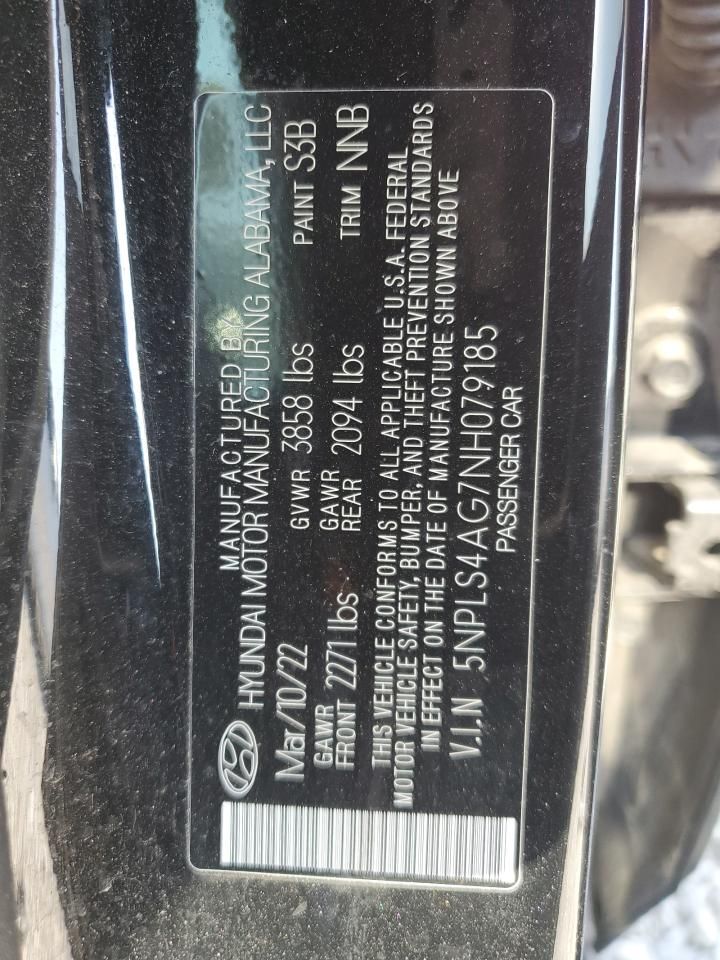 MANUFACTURED BY
HYUNDAI MOTOR MANUFACTURING ALABAMA, LLC
Mar/10/22 GVWR 3858 lbs PAINT S3B
GAWR GAWR
FRONT 2271 lbs REAR 2094 lbs TRIM NNB
THIS VEHICLE CONFORMS TO ALL APPLICABLE U.S.A. FEDERAL
MOTOR VEHICLE SAFETY, BUMPER, AND THEFT PREVENTION STANDARDS
IN EFFECT ON THE DATE OF MANUFACTURE SHOWN ABOVE
V.I.N 5NPLS4AG7NH079185
PASSENGER CAR